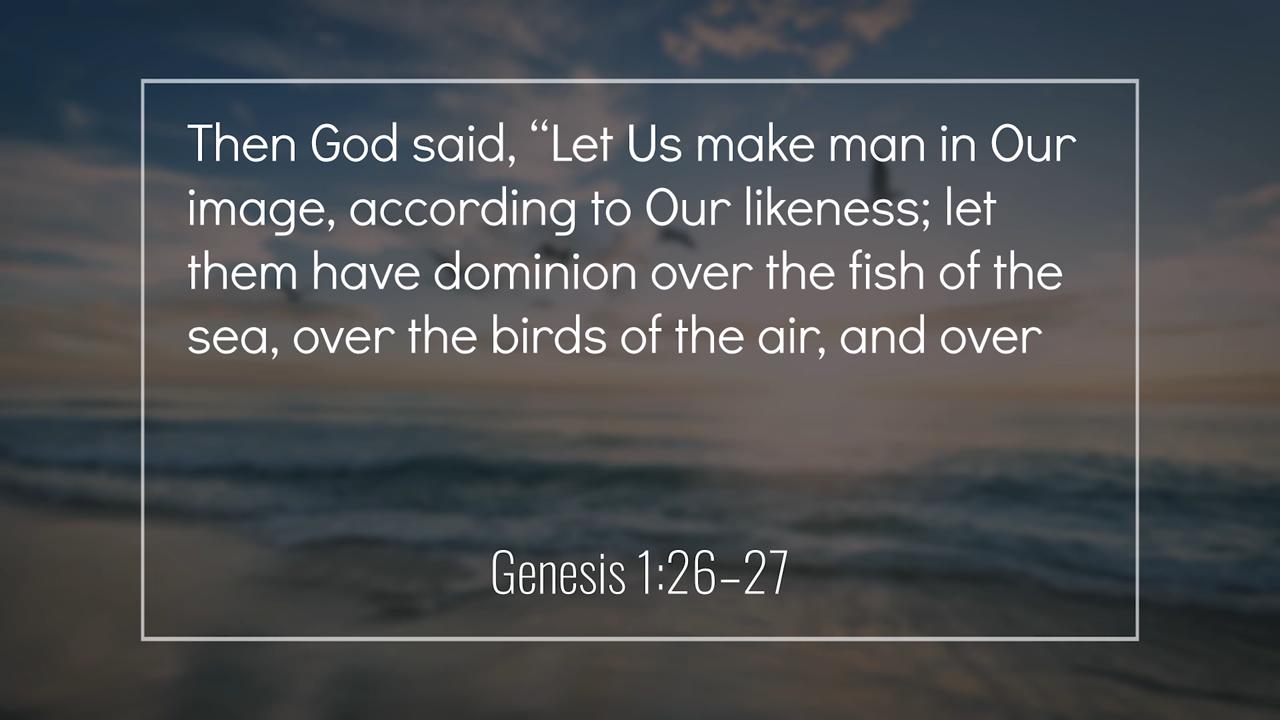 Then God said, “Let Us make man in Our
image, according to Our likeness; let
them have dominion over the fish of the
sea, over the birds of the air, and over
Genesis 1:26–27